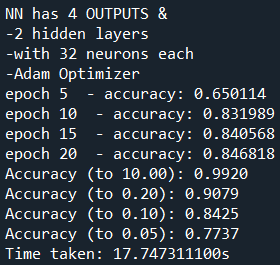 NN has 4 OUTPUTS &
-2 hidden layers
-with 32 neurons each
-Adam Optimizer
epoch 5  - accuracy: 0.650114
epoch 10  - accuracy: 0.831989
epoch 15  - accuracy: 0.840568
epoch 20  - accuracy: 0.846818
Accuracy (to 10.00): 0.9920
Accuracy (to 0.20): 0.9079
Accuracy (to 0.10): 0.8425
Accuracy (to 0.05): 0.7737
Time taken: 17.747311100s